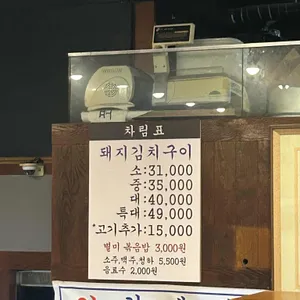 A-1
차림표
돼지김치구이
소:31,000
중:35,000
대:40,000
특대:49,000
*고기추가:15,000
별미 볶음밥 3,000원
소주,맥주,청하 5,500원
음료수 2,000원